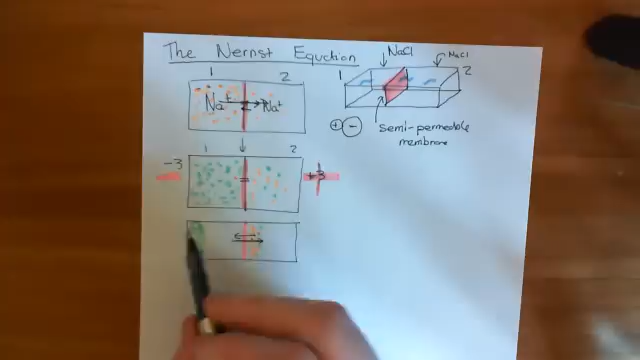 The Nernst Equation
NaCl
NaCl
1
2
1
2
Na+
Na+
+ -
semi-permeable
membrane
1
2
-3
+3